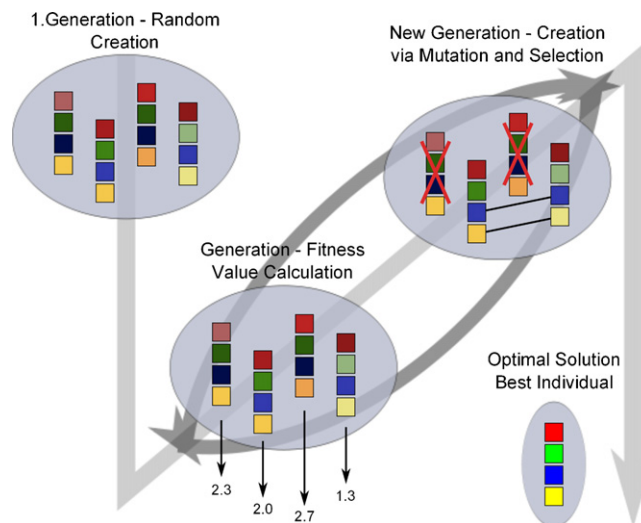 1.Generation - Random
Creation
New Generation - Creation
via Mutation and Selection
Generation - Fitness
Value Calculation
2.3
2.0
2.7
1.3
Optimal Solution
Best Individual